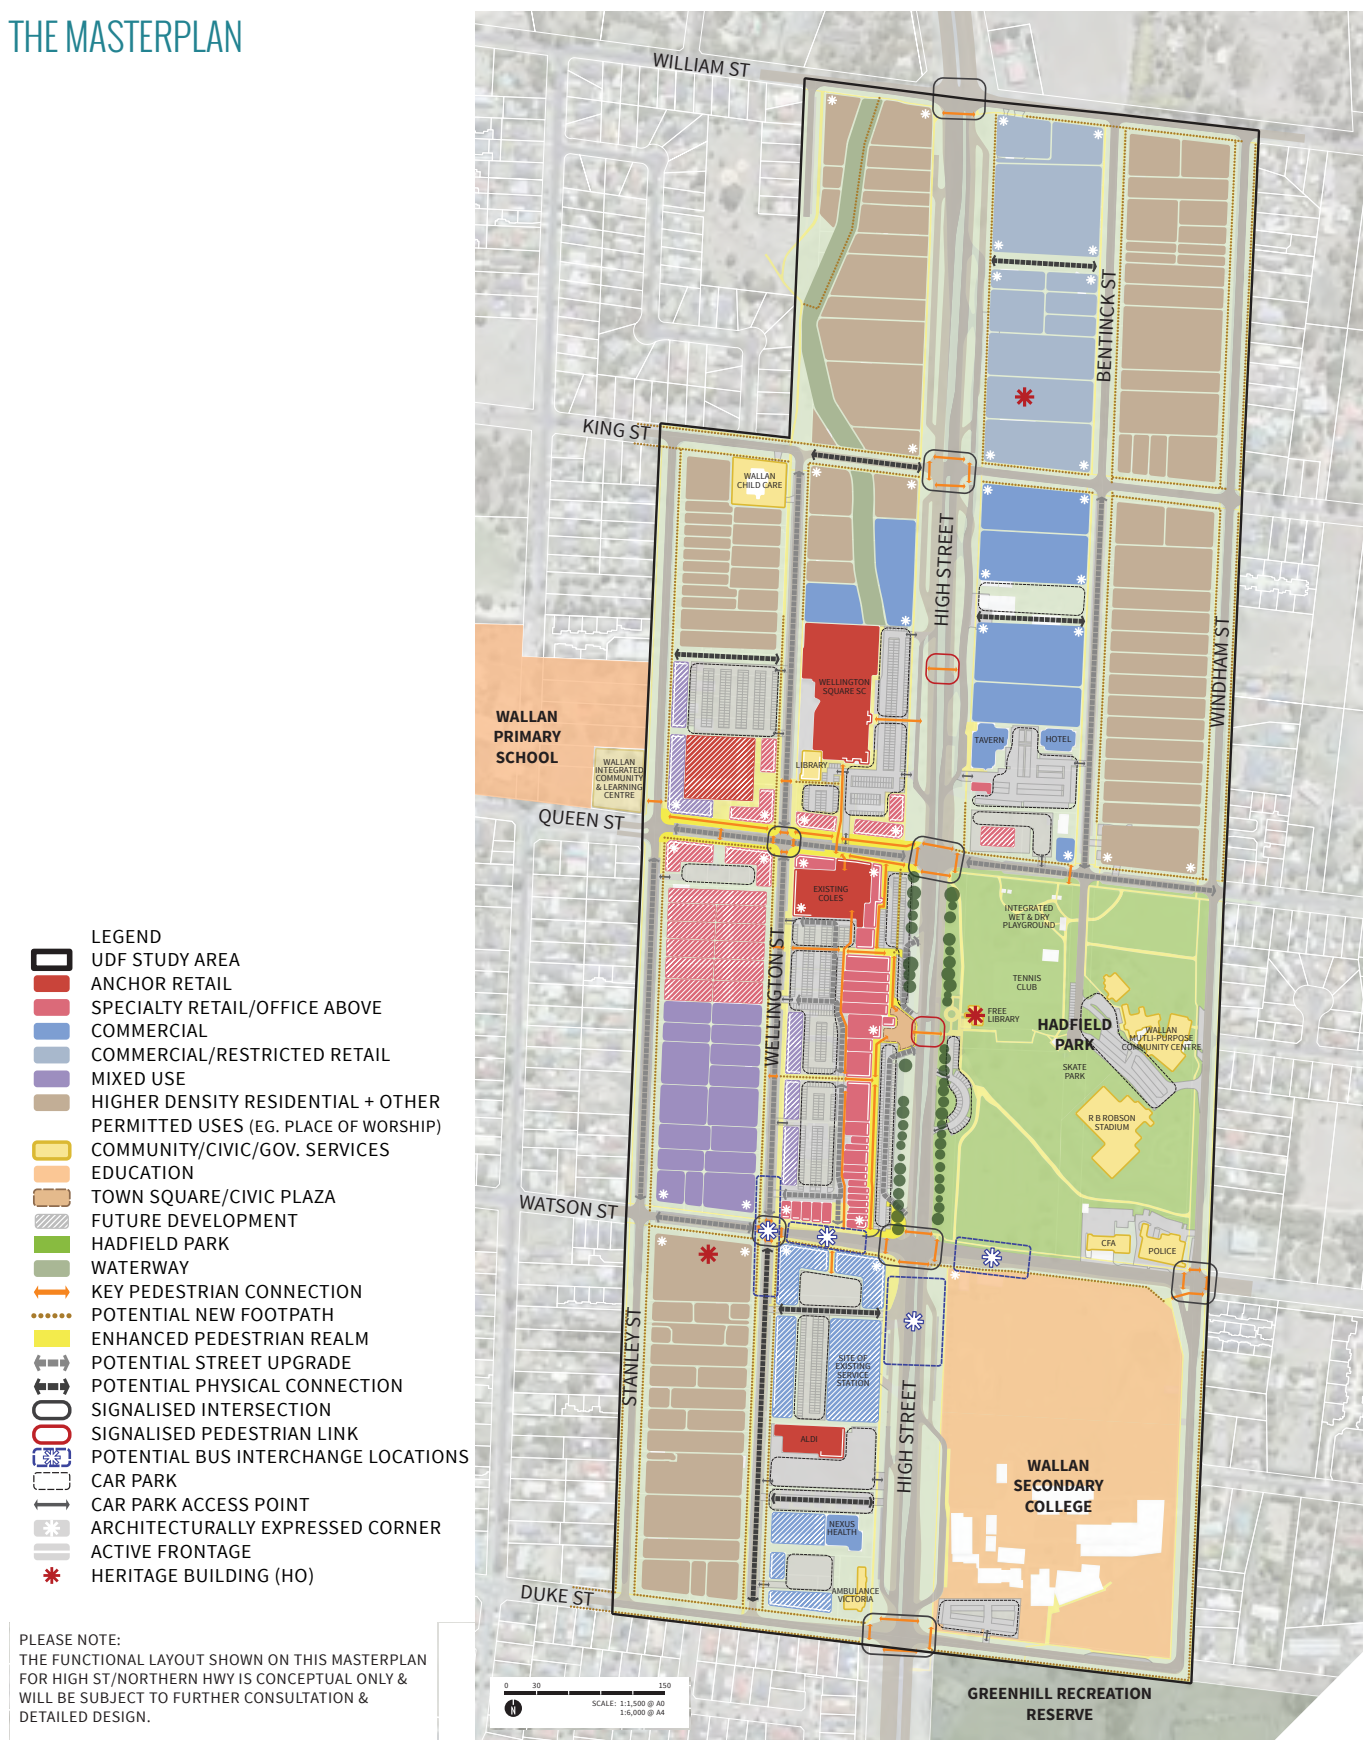 THE MASTERPLAN
WILLIAM ST
BENTINCK ST
KING ST
WALLAN
CHILD CARE
HIGH STREET
WINDHAM ST
WELLINGTON
SQUARE SC
WALLAN
PRIMARY
SCHOOL
TAVERN
HOTEL
LIBRARY
WALLAN
INTEGRATED
COMMUNITY
& LEARNING
CENTRE
QUEEN ST
EXISTING
COLES
INTEGRATED
WET & DRY
PLAYGROUND
TENNIS
CLUB
WELLINGTON ST
FREE
LIBRARY
HADFIELD
PARK
WALLAN
MUTLI-PURPOSE
COMMUNITY CENTRE
SKATE
PARK
R B ROBSON
STADIUM
WATSON ST
CFA
POLICE
STANLEY ST
SITE OF
EXISTING
SERVICE
STATION
HIGH STREET
ALDI
WALLAN
SECONDARY
COLLEGE
NEXUS
HEALTH
AMBULANCE
VICTORIA
DUKE ST
GREENHILL RECREATION
RESERVE
LEGEND
UDF STUDY AREA
ANCHOR RETAIL
SPECIALTY RETAIL/OFFICE ABOVE
COMMERCIAL
COMMERCIAL/RESTRICTED RETAIL
MIXED USE
HIGHER DENSITY RESIDENTIAL + OTHER
PERMITTED USES (EG. PLACE OF WORSHIP)
COMMUNITY/CIVIC/GOV. SERVICES
EDUCATION
TOWN SQUARE/CIVIC PLAZA
FUTURE DEVELOPMENT
HADFIELD PARK
WATERWAY
KEY PEDESTRIAN CONNECTION
POTENTIAL NEW FOOTPATH
ENHANCED PEDESTRIAN REALM
POTENTIAL STREET UPGRADE
POTENTIAL PHYSICAL CONNECTION
SIGNALISED INTERSECTION
SIGNALISED PEDESTRIAN LINK
POTENTIAL BUS INTERCHANGE LOCATIONS
CAR PARK
CAR PARK ACCESS POINT
ARCHITECTURALLY EXPRESSED CORNER
ACTIVE FRONTAGE
HERITAGE BUILDING (HO)
PLEASE NOTE:
THE FUNCTIONAL LAYOUT SHOWN ON THIS MASTERPLAN
FOR HIGH ST/NORTHERN HWY IS CONCEPTUAL ONLY &
WILL BE SUBJECT TO FURTHER CONSULTATION &
DETAILED DESIGN.
0 30 150
N
SCALE: 1:1,500 @ A0
1:6,000 @ A4